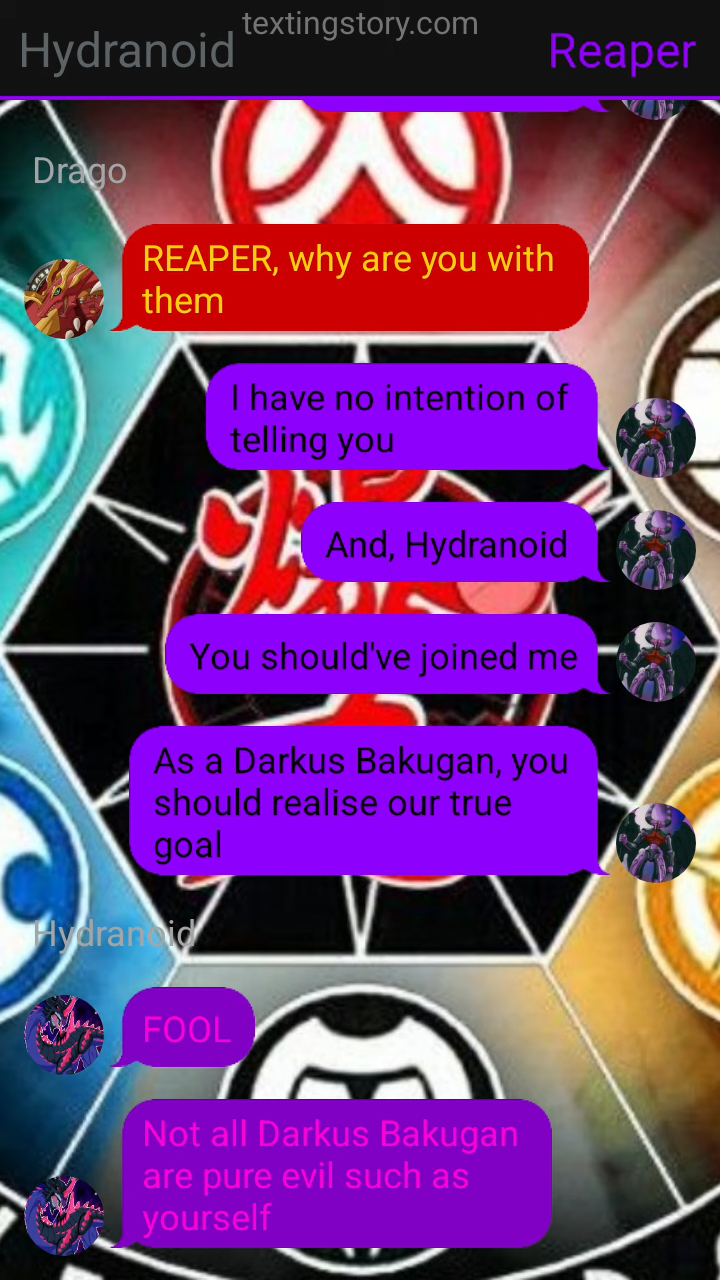 textingstory.com
Hydranoid
Reaper
Drago
REAPER, why are you with
them
I have no intention of
telling you
And, Hydranoid
You should've joined me
As a Darkus Bakugan, you
should realise our true
goal
Hydranoid
FOOL
Not all Darkus Bakugan
are pure evil such as
yourself